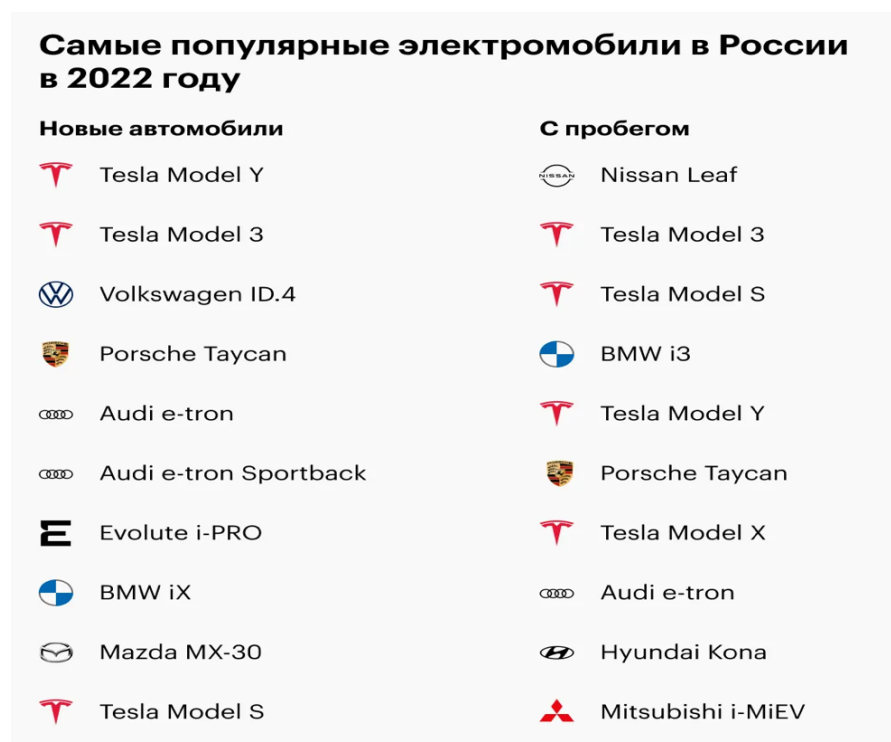 Самые популярные электромобили в России
в 2022 году
Новые автомобили
Tesla Model Y
Tesla Model 3
Volkswagen ID.4
Porsche Taycan
Audi e-tron
Audi e-tron Sportback
Evolute i-PRO
BMW iX
Mazda MX-30
Tesla Model S
С пробегом
NISSAN
Nissan Leaf
Tesla Model 3
Tesla Model S
BMW i3
Tesla Model Y
Porsche Taycan
Tesla Model X
Audi e-tron
Hyundai Kona
Mitsubishi i-MiEV